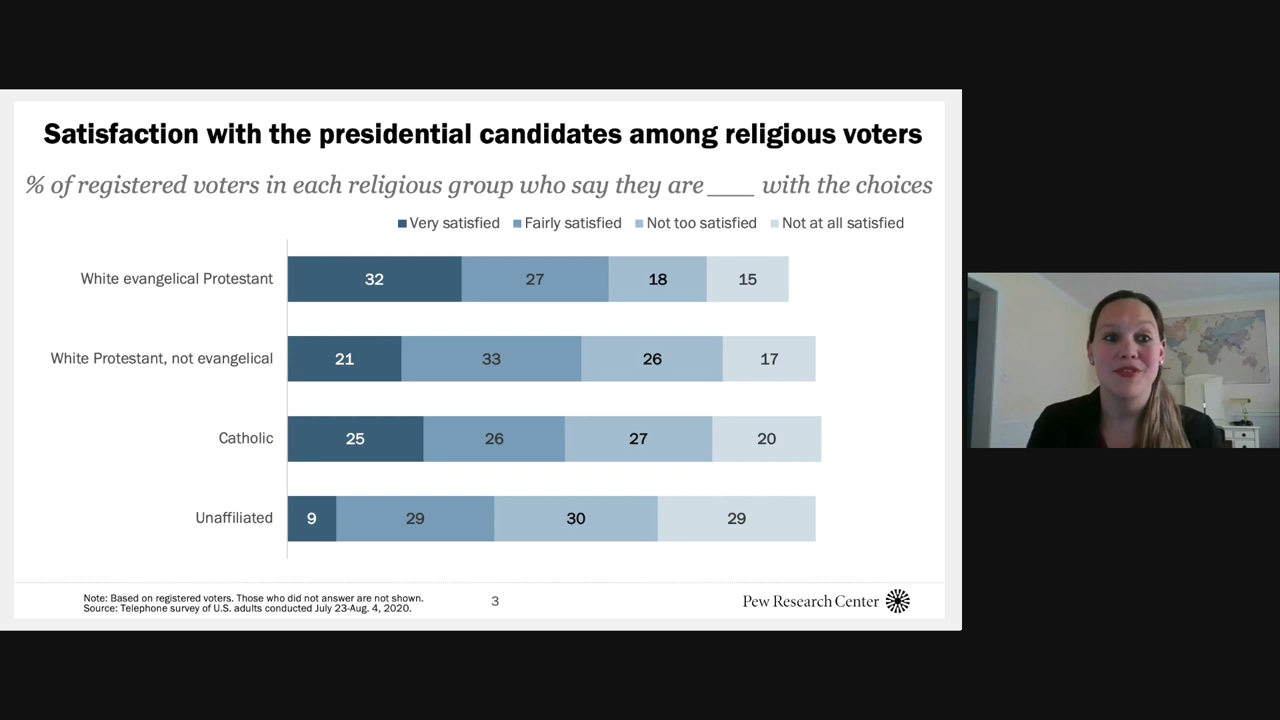 Satisfaction with the presidential candidates among religious voters
% of registered voters in each religious group who say they are ___ with the choices
Very satisfied Fairly satisfied Not too satisfied Not at all satisfied
White evangelical Protestant 32 27 18 15
White Protestant, not evangelical 21 33 26 17
Catholic 25 26 27 20
Unaffiliated 9 29 30 29
Note: Based on registered voters. Those who did not answer are not shown.
Source: Telephone survey of U.S. adults conducted July 23-Aug. 4, 2020.
3
Pew Research Center